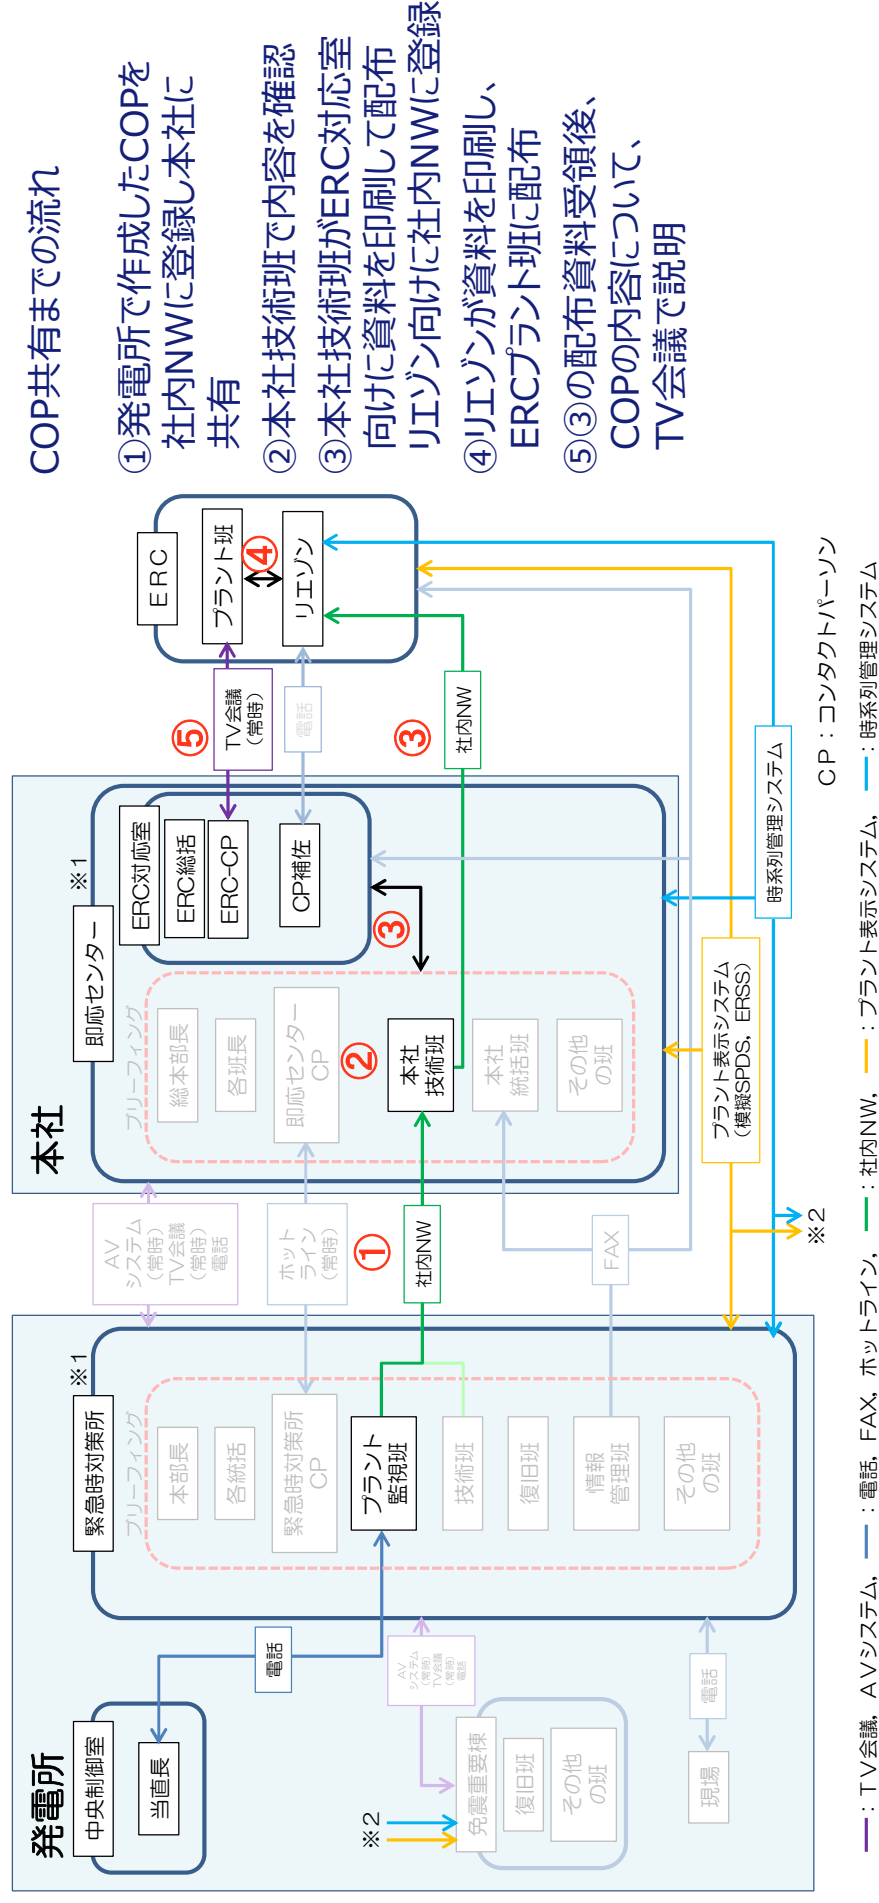 COP共有までの流れ
①発電所で作成したCOPを
社内NWに登録し本社に
共有
②本社技術班で内容を確認
③本社技術班がERC対応室
向けに資料を印刷して配布
リエゾン向けに社内NWに登録
④リエゾンが資料を印刷し、
ERCプラント班に配布
⑤③の配布資料受領後、
COPの内容について、
TV会議で説明
発電所
中央制御室
当直長
電話
緊急時対策所
※1
ブリーフィング
本部長
各統括
緊急時対策所
CP
プラント
監視班
技術班
復旧班
情報
管理班
その他
の班
AV
システム
(常時)
TV会議
(常時)
電話
※2
免震重要棟
復旧班
その他
の班
現場
電話
AV
システム
(常時)
TV会議
(常時)
電話
ホット
ライン
(常時)
①
社内NW
FAX
本社
即応センター
※1
ブリーフィング
総本部長
各班長
即応センター
CP
②
本社
技術班
本社
統括班
その他
の班
ERC対応室
ERC総括
ERC-CP
CP補佐
③
⑤
TV会議
(常時)
電話
③
社内NW
ERC
プラント班
④
リエゾン
プラント表示システム
(模擬SPDS, ERSS)
時系列管理システム
※2
CP:コンタクトパーソン
━:TV会議, AVシステム, ━:電話, FAX, ホットライン, ━:社内NW, ━:プラント表示システム, ━:時系列管理システム